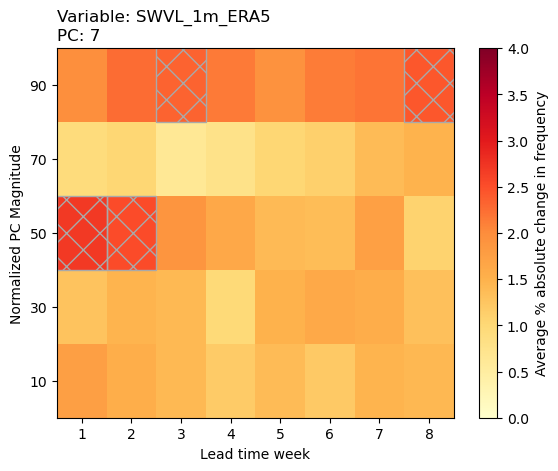 Variable: SWVL_1m_ERA5
PC: 7
90
70
50
30
10
Normalized PC Magnitude
1 2 3 4 5 6 7 8
Lead time week
4.0
3.5
3.0
2.5
2.0
1.5
1.0
0.5
0.0
Average % absolute change in frequency